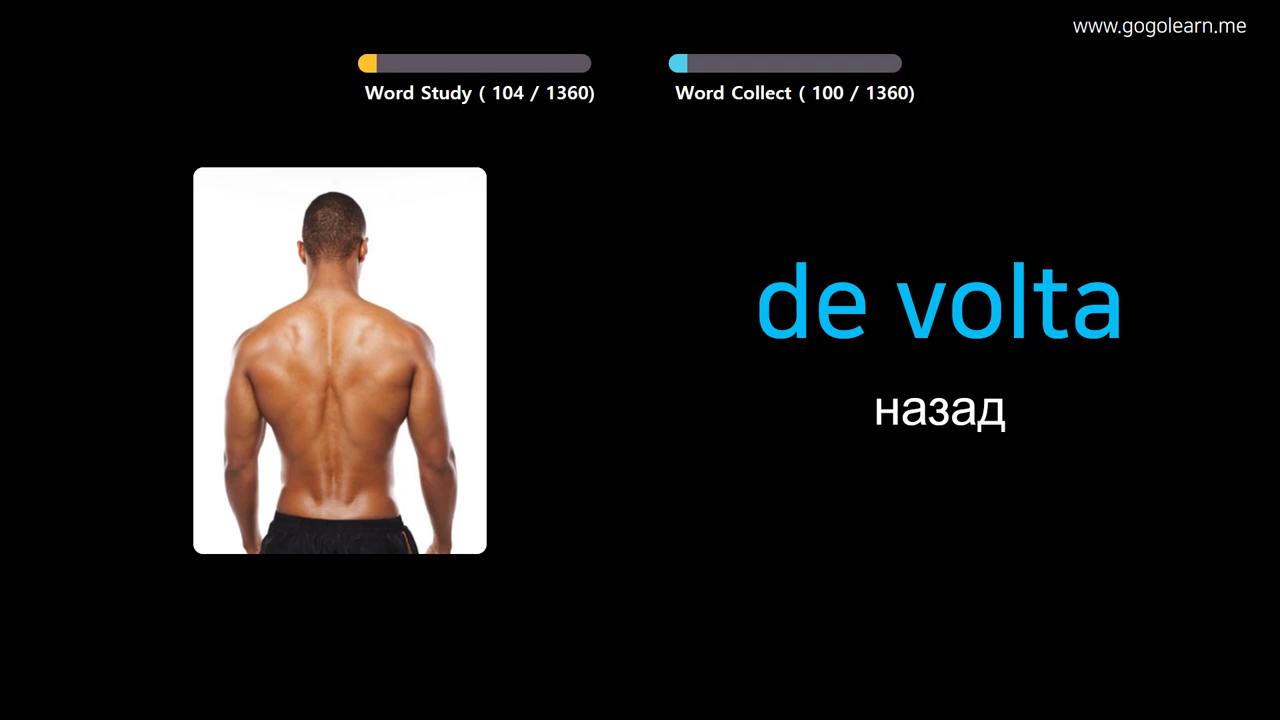 www.gogolearn.me
Word Study ( 104 / 1360)
Word Collect ( 100 / 1360)
de volta
назад